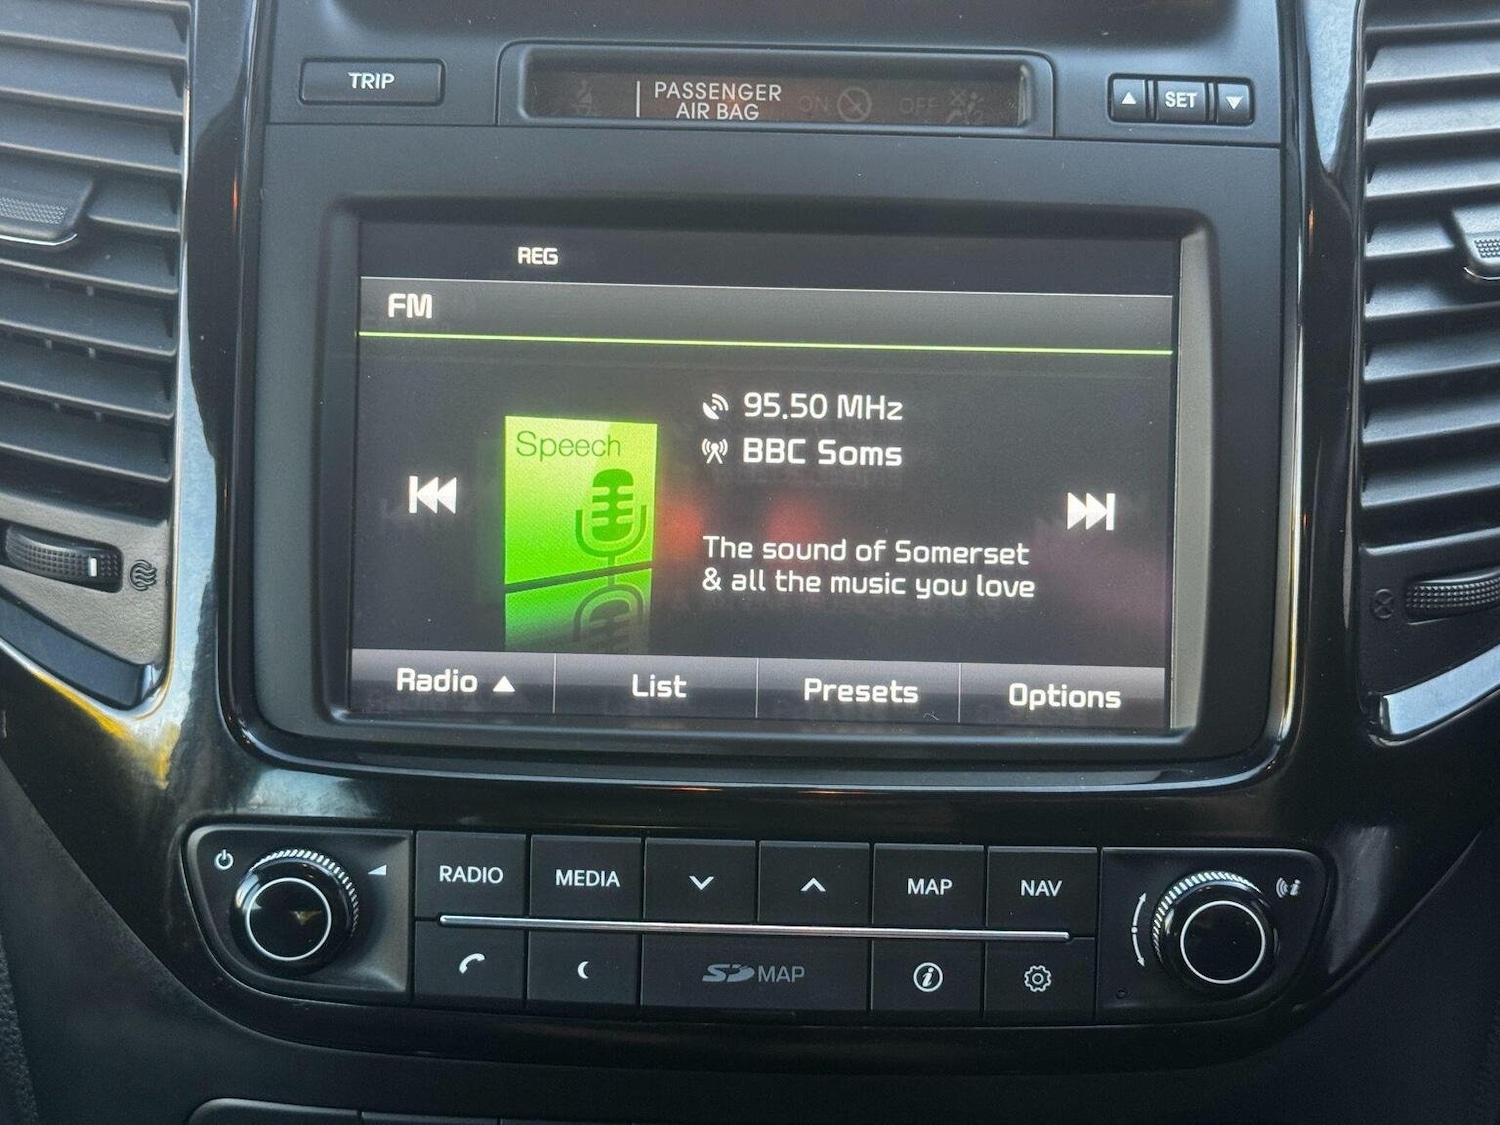 TRIP
PASSENGER
AIR BAG
ON
OFF
SET
REG
FM
95.50 MHz
BBC Soms
Speech
The sound of Somerset
& all the music you love
Radio
List
Presets
Options
RADIO
MEDIA
MAP
NAV
SD MAP